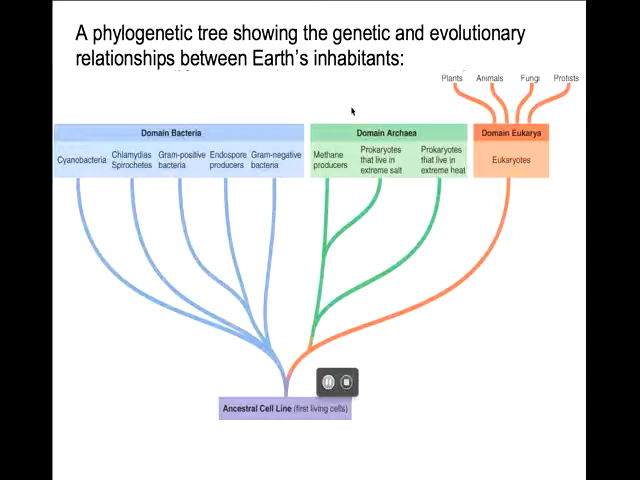 A phylogenetic tree showing the genetic and evolutionary
relationships between Earth's inhabitants:
Plants Animals Fungi Protists
Domain Bacteria
Domain Archaea
Domain Eukarya
Cyanobacteria
Chlamydias
Spirochetes
Gram-positive
bacteria
Endospore
producers
Gram-negative
bacteria
Methane
producers
Prokaryotes
that live in
extreme salt
Prokaryotes
that live in
extreme heat
Eukaryotes
Ancestral Cell Line (first living cells)